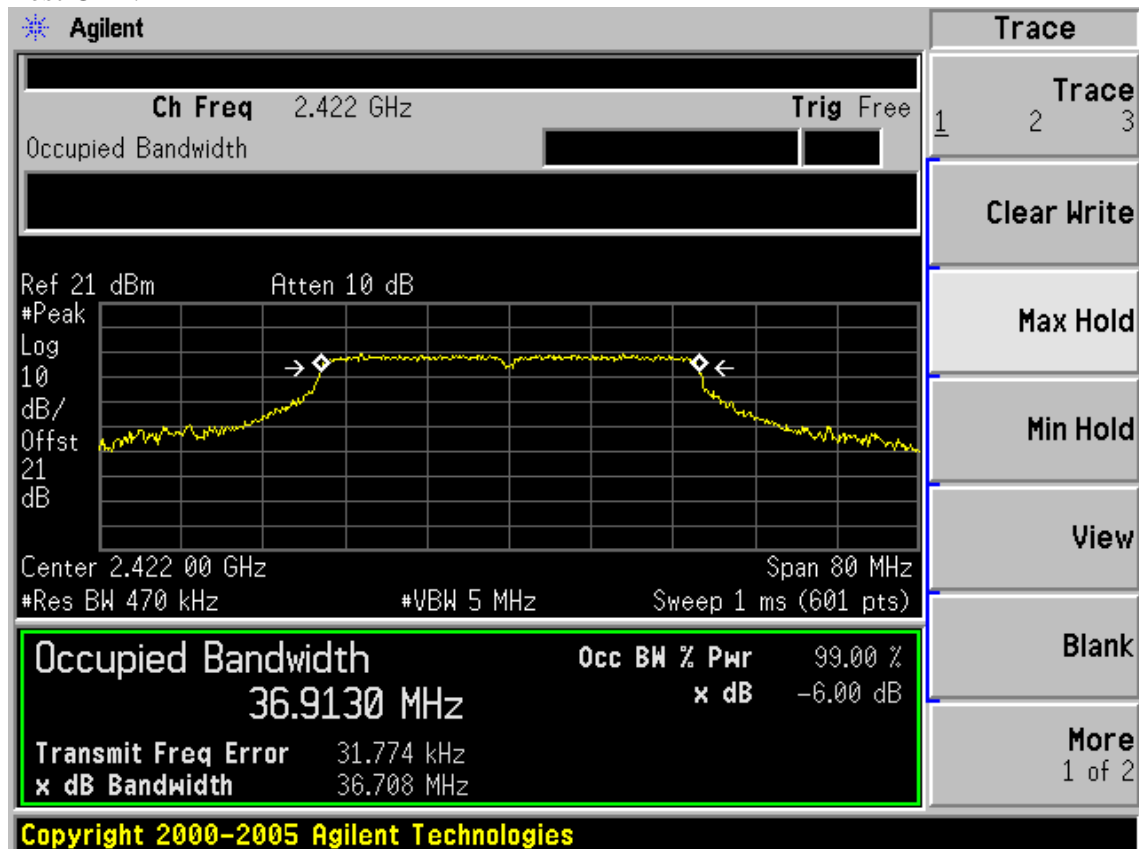 Agilent
Trace
Ch Freq 2.422 GHz Trig Free
Occupied Bandwidth
Trace
1 2 3
Clear Write
Max Hold
Min Hold
View
Blank
More
1 of 2
Ref 21 dBm Atten 10 dB
#Peak
Log
10
dB/
Offst
21
dB
Center 2.422 00 GHz Span 80 MHz
#Res BW 470 kHz #VBW 5 MHz Sweep 1 ms (601 pts)
Occupied Bandwidth
36.9130 MHz
Occ BW % Pwr 99.00 %
x dB -6.00 dB
Transmit Freq Error 31.774 kHz
x dB Bandwidth 36.708 MHz
Copyright 2000-2005 Agilent Technologies